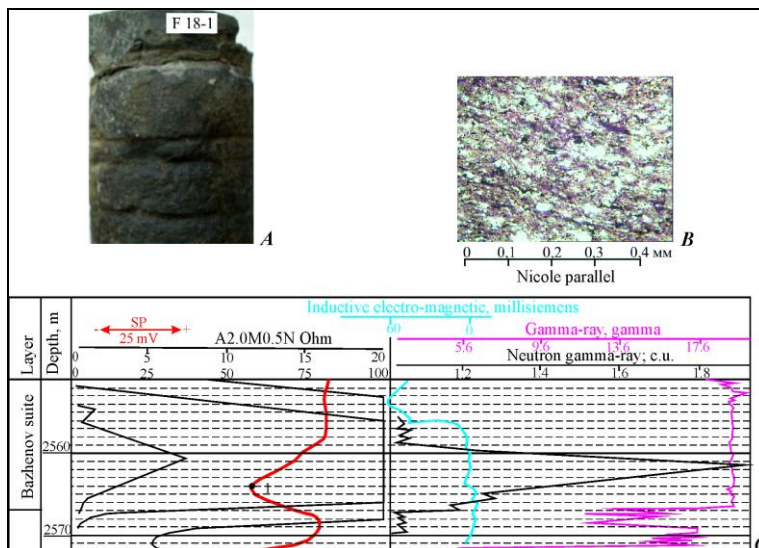 F 18-1
A
B
0 0,1 0,2 0,3 0,4 мм
Nicole parallel
Layer
Depth, m
- SP +
25 mV
A2.0M0.5N Ohm
0 5 10 15 20
0 25 50 75 100
Inductive electro-magnetic, millisiemens
60 0
Gamma-ray, gamma
5.6 9.6 13.6 17.6
Neutron gamma-ray; c.u.
1.2 1.4 1.6 1.8
Bazhenov suite
2560
1
2570
C